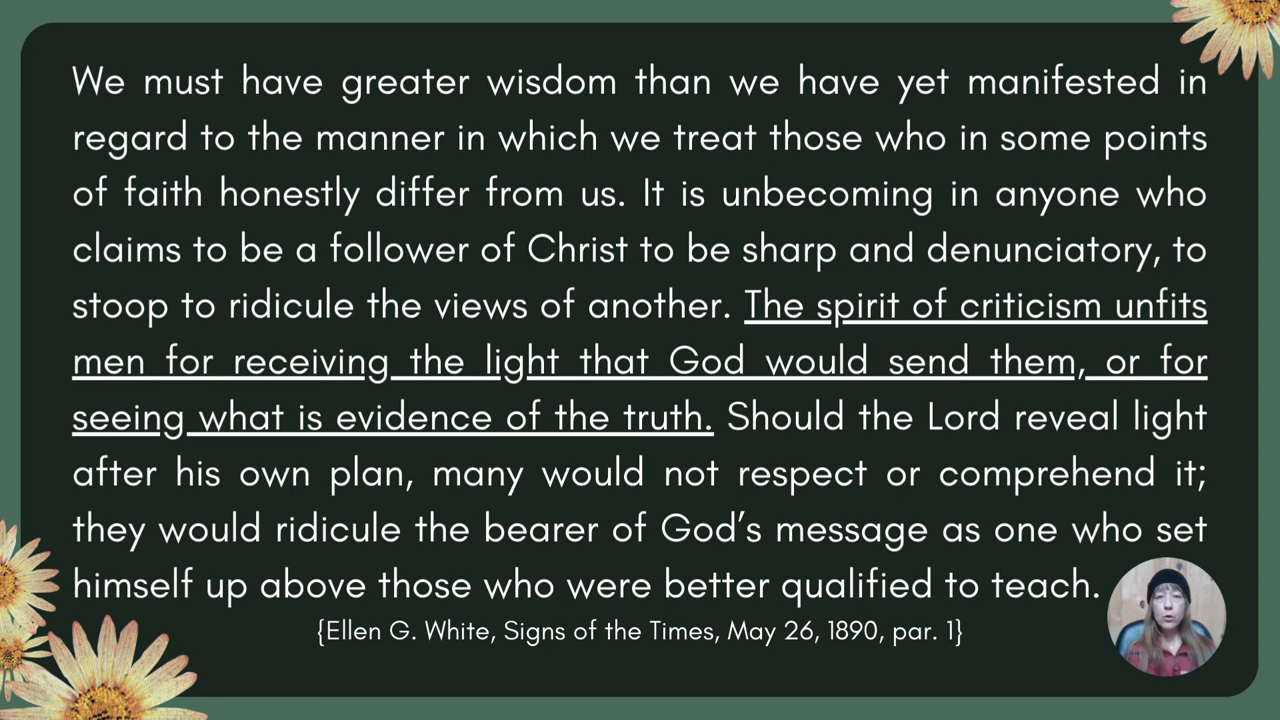 We must have greater wisdom than we have yet manifested in
regard to the manner in which we treat those who in some points
of faith honestly differ from us. It is unbecoming in anyone who
claims to be a follower of Christ to be sharp and denunciatory, to
stoop to ridicule the views of another. The spirit of criticism unfits
men for receiving the light that God would send them, or for
seeing what is evidence of the truth. Should the Lord reveal light
after his own plan, many would not respect or comprehend it;
they would ridicule the bearer of God’s message as one who set
himself up above those who were better qualified to teach.
{Ellen G. White, Signs of the Times, May 26, 1890, par. 1}